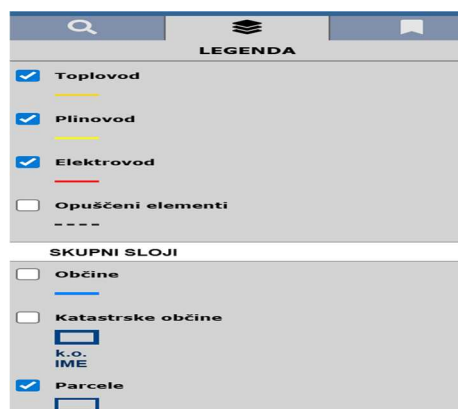 LEGENDA
Toplovod
Plinovod
Elektrovod
Opuščeni elementi
SKUPNI SLOJI
Občine
Katastrske občine
k.o.
IME
Parcele